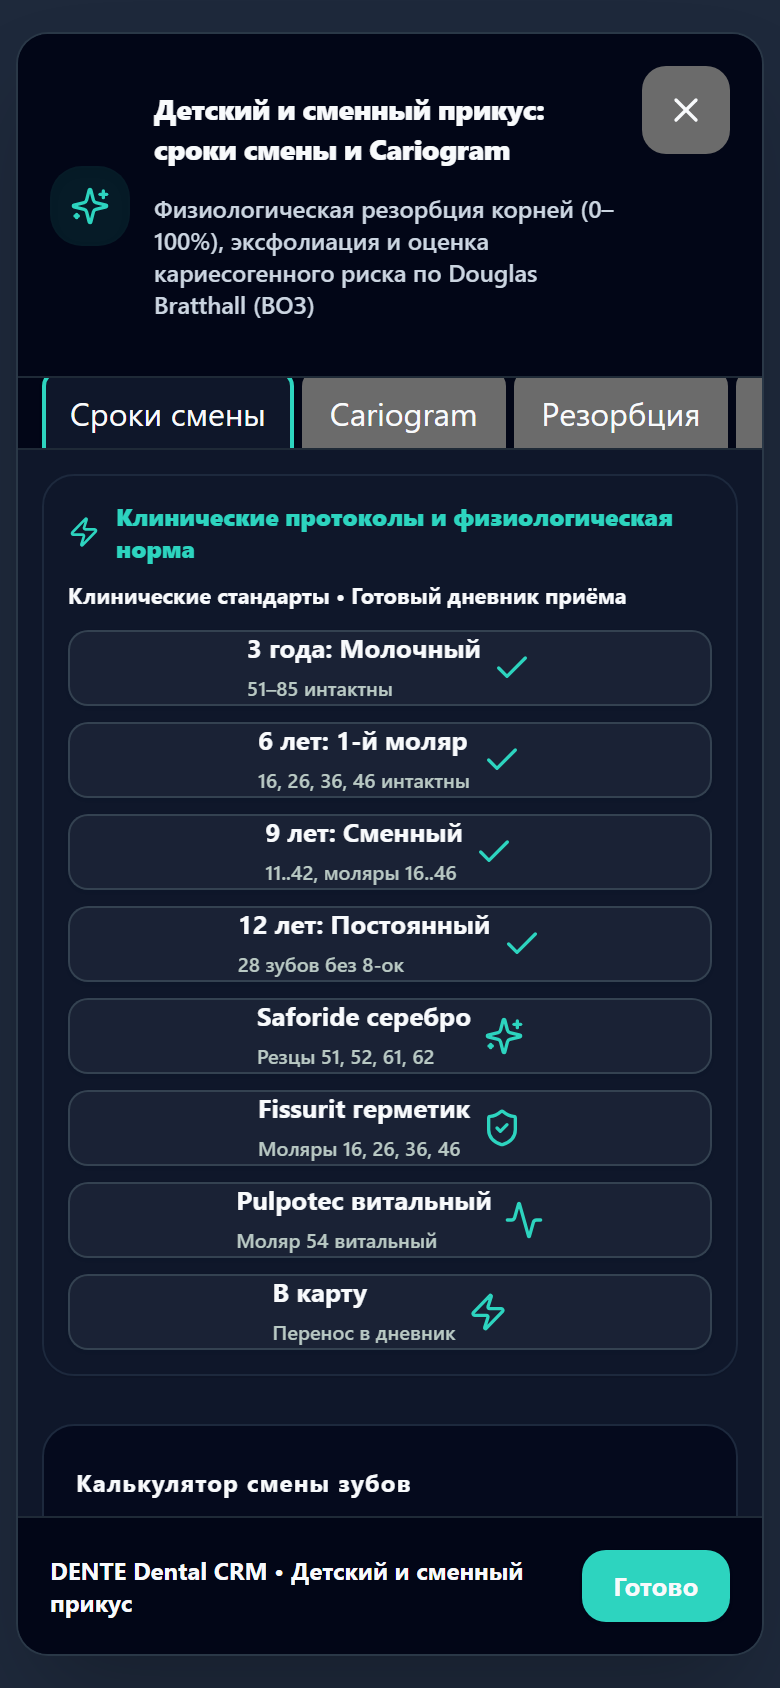 Детский и сменный прикус:
сроки смены и Cariogram
Физиологическая резорбция корней (0–
100%), эксфолиация и оценка
кариесогенного риска по Douglas
Bratthall (ВОЗ)
Сроки смены
Cariogram
Резорбция
Клинические протоколы и физиологическая
норма
Клинические стандарты • Готовый дневник приёма
3 года: Молочный
51–85 интактны
6 лет: 1-й моляр
16, 26, 36, 46 интактны
9 лет: Сменный
11..42, моляры 16..46
12 лет: Постоянный
28 зубов без 8-ок
Saforide серебро
Резцы 51, 52, 61, 62
Fissurit герметик
Моляры 16, 26, 36, 46
Pulpotec витальный
Моляр 54 витальный
В карту
Перенос в дневник
Калькулятор смены зубов
DENTE Dental CRM • Детский и сменный
прикус
Готово